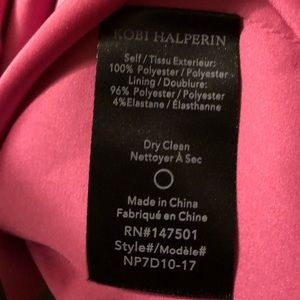 KOBI HALPERIN
Self / Tissu Exterieur:
100% Polyester / Polyester
Lining / Doublure:
96% Polyester / Polyester
4%Elastane / Élasthanne
Dry Clean
Nettoyer À Sec
Made in China
Fabriqué en Chine
RN#147501
Style#/Modèle#
NP7D10-17